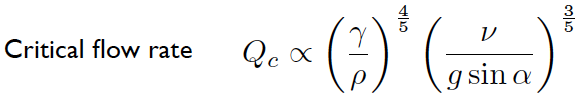 Critical flow rate Q_c ∝ (γ/ρ)^{4/5} (ν/(g sin α))^{3/5}